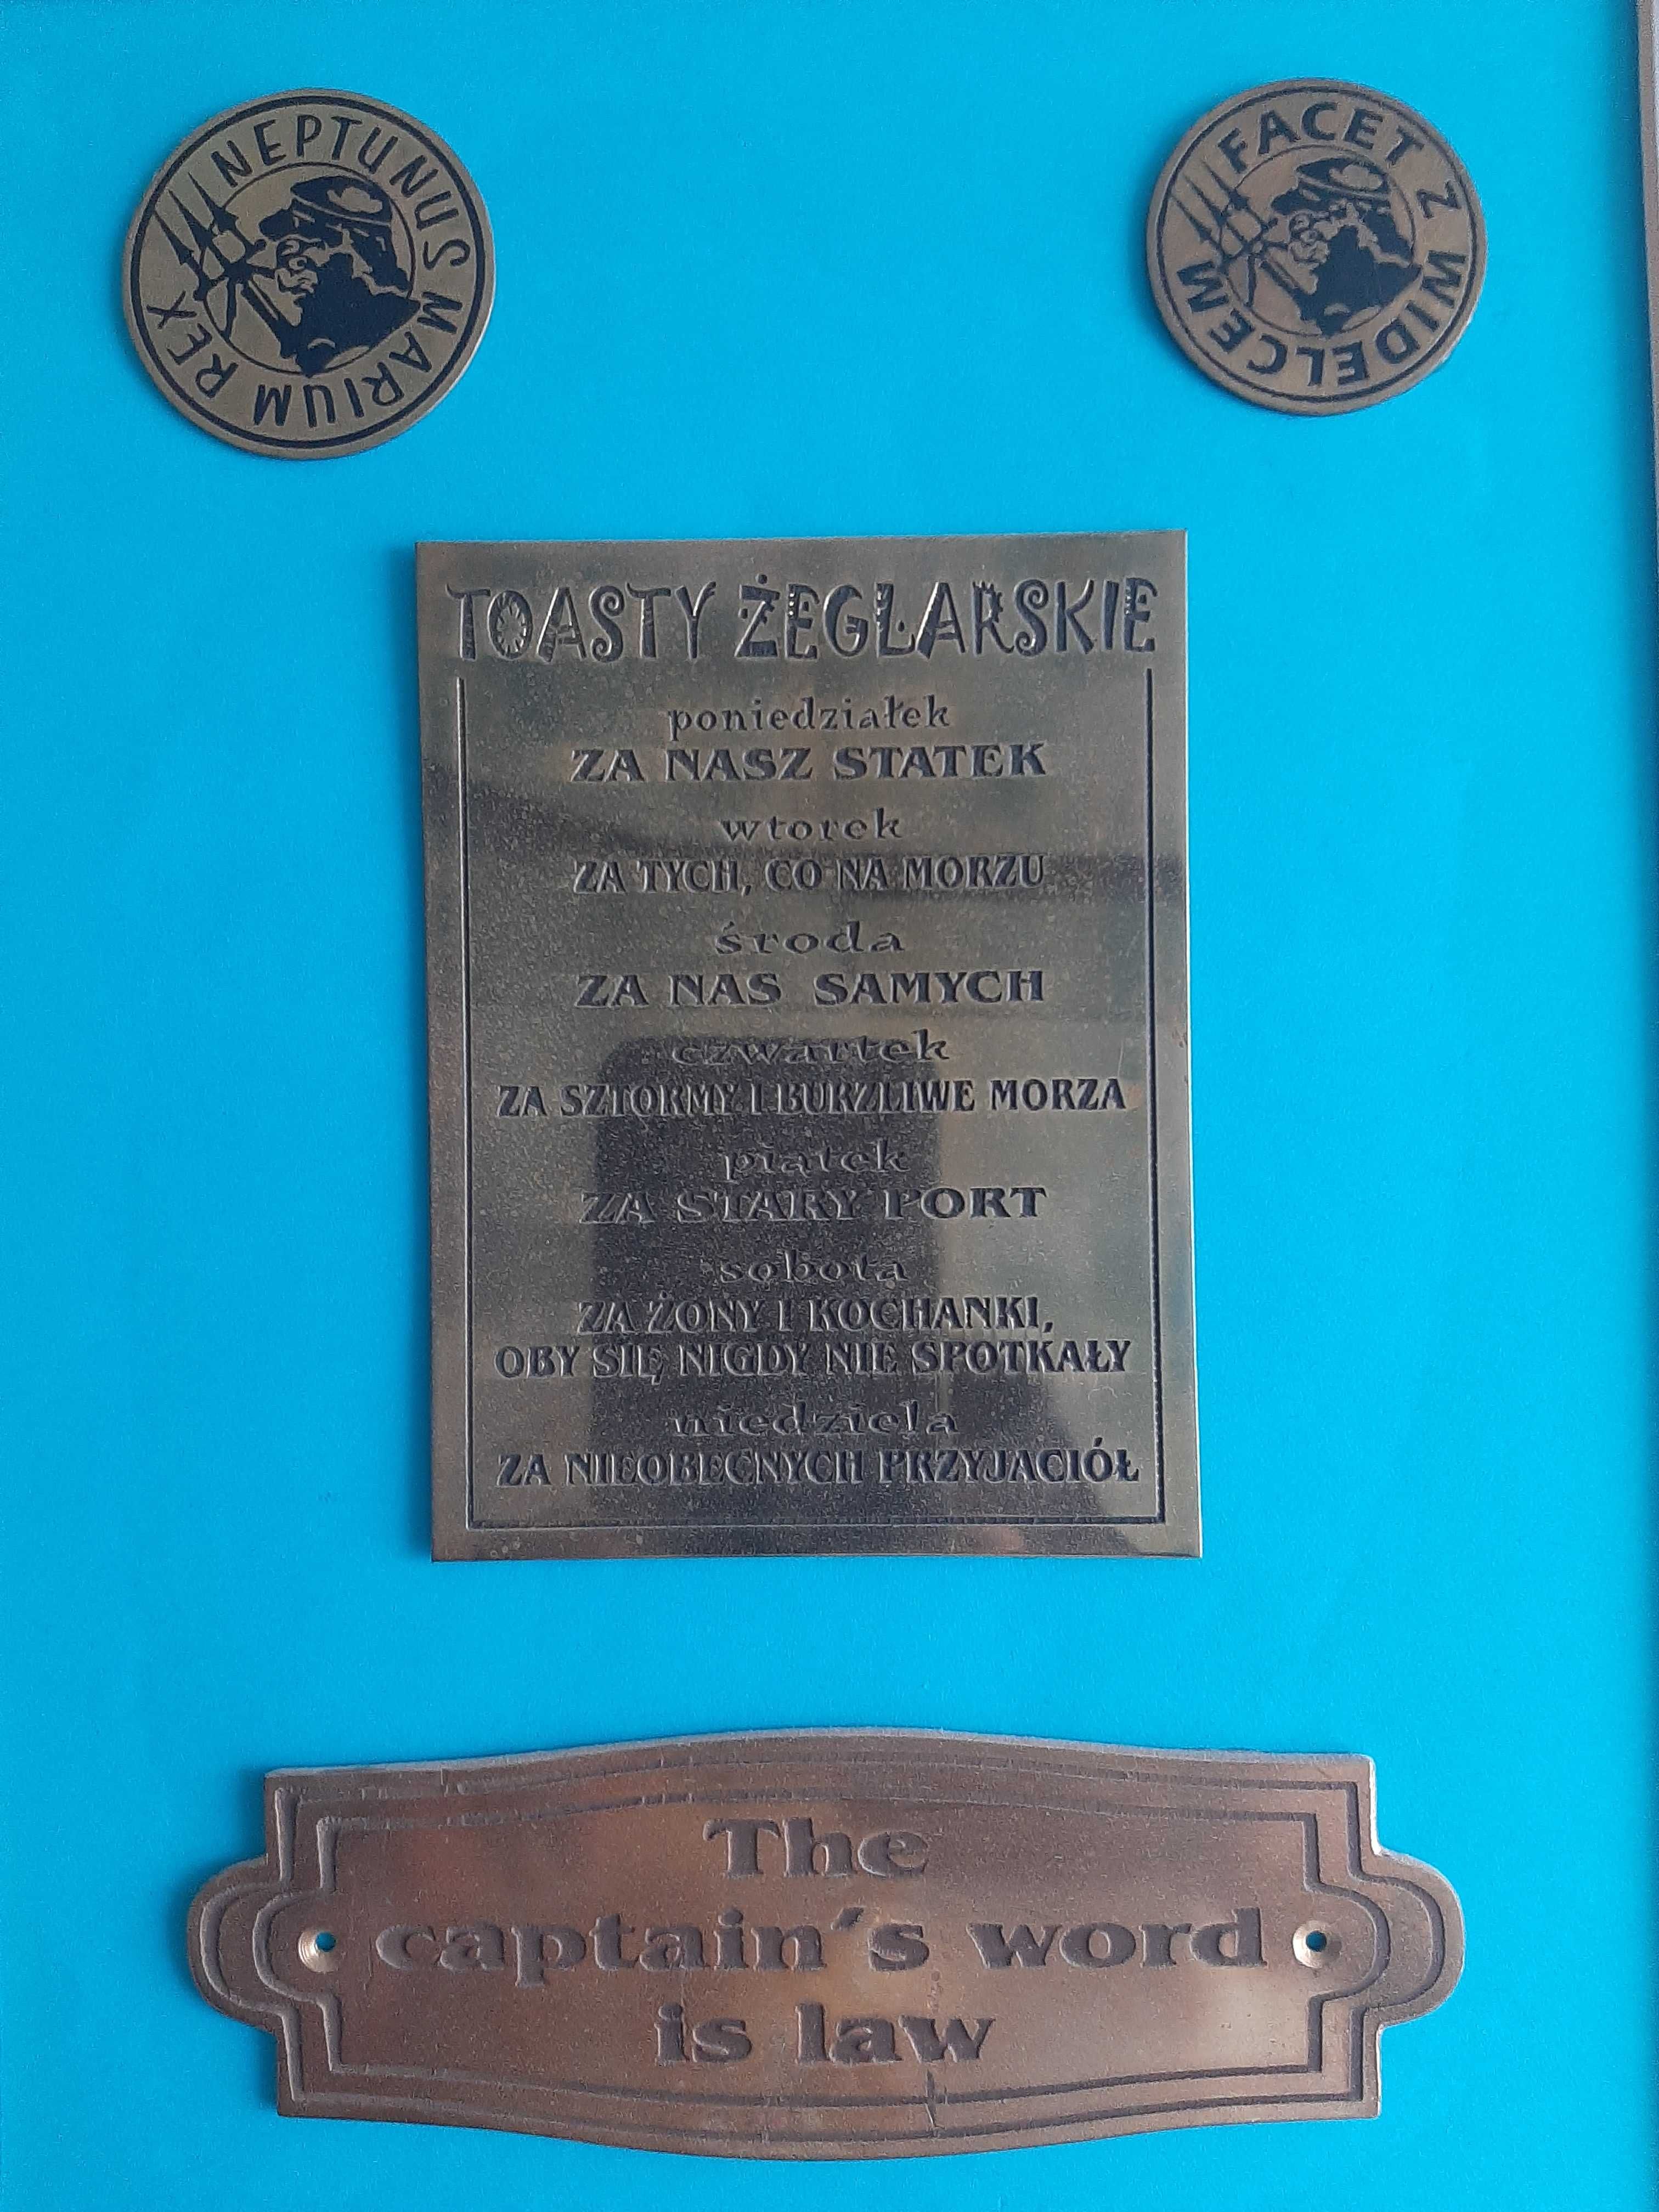 NEPTUNUS MARIUM REX
FACET Z WIDELCEM
TOASTY ŻEGLARSKIE
poniedziałek
ZA NASZ STATEK
wtorek
ZA TYCH, CO NA MORZU
środa
ZA NAS SAMYCH
czwartek
ZA SZTORMY I BURZLIWE MORZA
piątek
ZA STARY PORT
sobota
ZA ŻONY I KOCHANKI,
OBY SIĘ NIGDY NIE SPOTKAŁY
niedziela
ZA NIEOBECNYCH PRZYJACIÓŁ
The
captain's word
is law